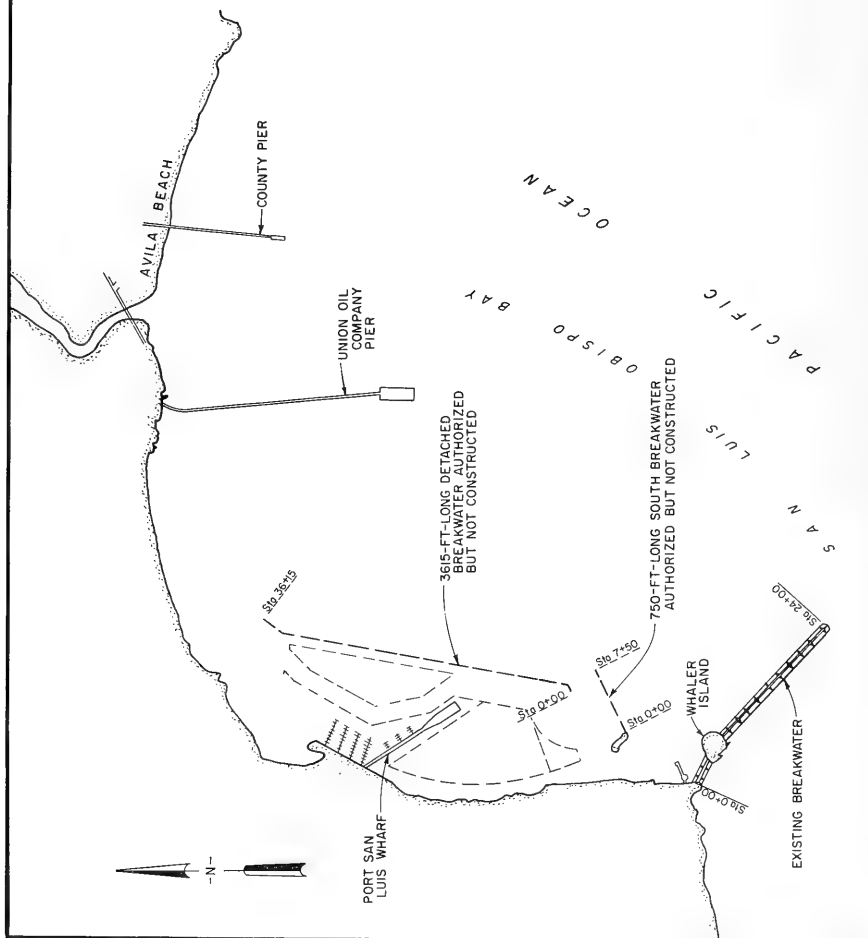 AVILA BEACH
COUNTY PIER
UNION OIL
COMPANY
PIER
OCEAN
PACIFIC
SAN LUIS OBISPO BAY
3615-FT-LONG DETACHED
BREAKWATER AUTHORIZED
BUT NOT CONSTRUCTED
Sta 36+15
Sta 0+00
750-FT-LONG SOUTH BREAKWATER
AUTHORIZED BUT NOT CONSTRUCTED
Sta 7+50
Sta 0+00
-N-
PORT SAN
LUIS WHARF
WHALER
ISLAND
Sta 0+00
Sta 24+00
EXISTING BREAKWATER